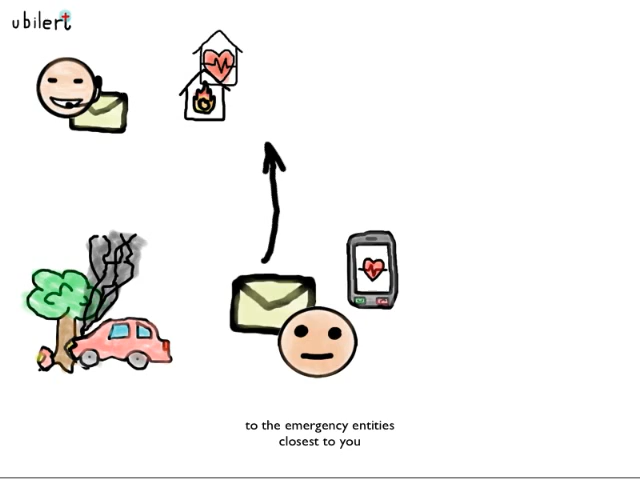 ubilert
to the emergency entities
closest to you